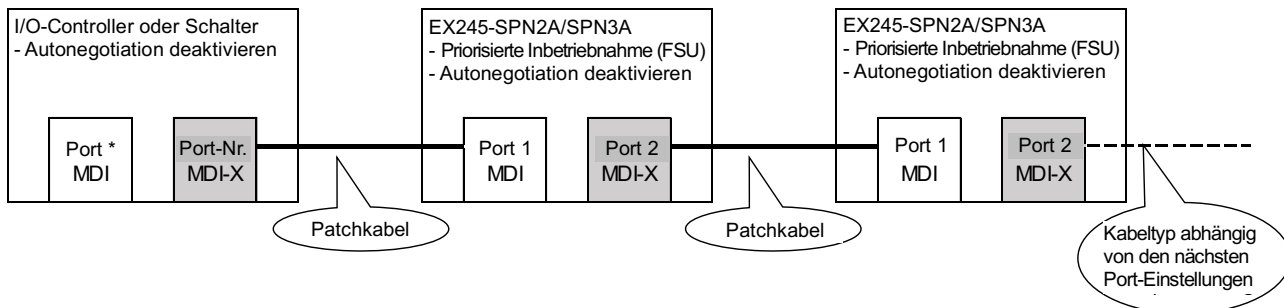 I/O-Controller oder Schalter
- Autonegotiation deaktivieren
Port *
MDI
Port-Nr.
MDI-X
EX245-SPN2A/SPN3A
- Priorisierte Inbetriebnahme (FSU)
- Autonegotiation deaktivieren
Port 1
MDI
Port 2
MDI-X
EX245-SPN2A/SPN3A
- Priorisierte Inbetriebnahme (FSU)
- Autonegotiation deaktivieren
Port 1
MDI
Port 2
MDI-X
Patchkabel
Patchkabel
Kabeltyp abhängig
von den nächsten
Port-Einstellungen